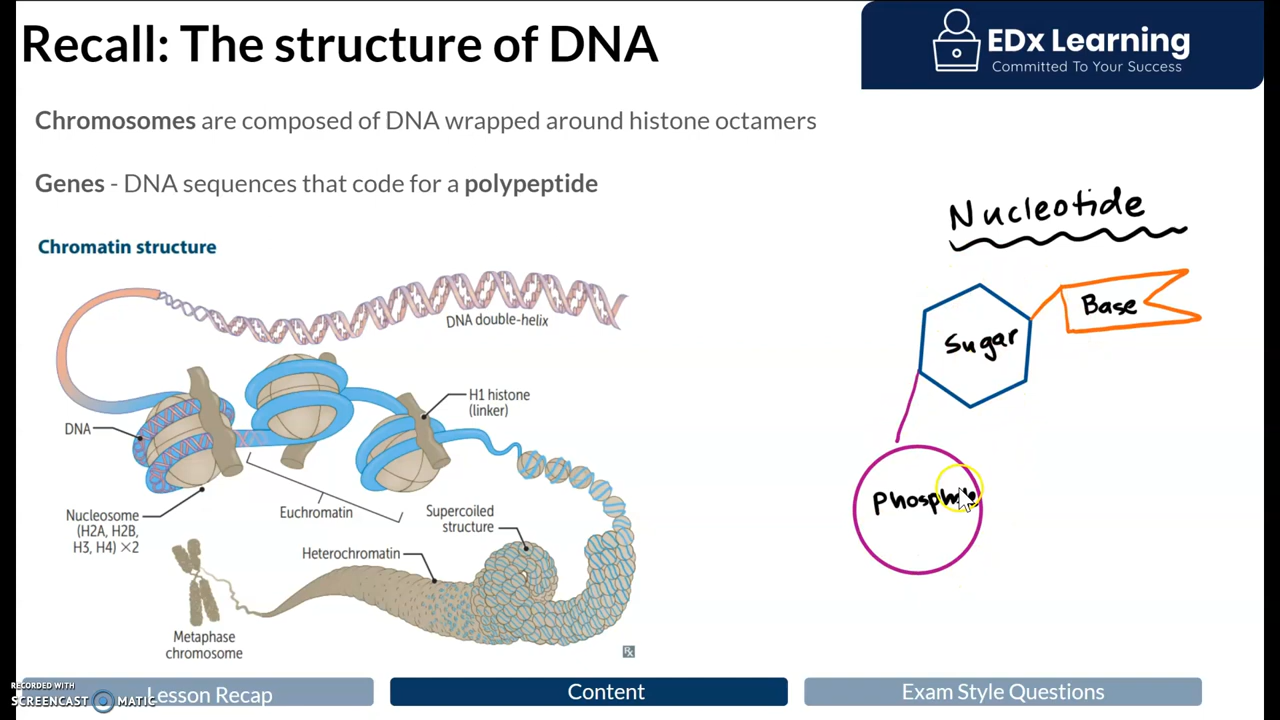 Recall: The structure of DNA
EDx Learning
Committed To Your Success
Chromosomes are composed of DNA wrapped around histone octamers
Genes - DNA sequences that code for a polypeptide
Nucleotide
Chromatin structure
Base
DNA double-helix
Sugar
H1 histone
(linker)
DNA
Nucleosome
(H2A, H2B,
H3, H4) ×2
Euchromatin
Supercoiled
structure
Heterochromatin
Metaphase
chromosome
RECORDED WITH
SCREENCAST MATIC
Lesson Recap
Content
Exam Style Questions